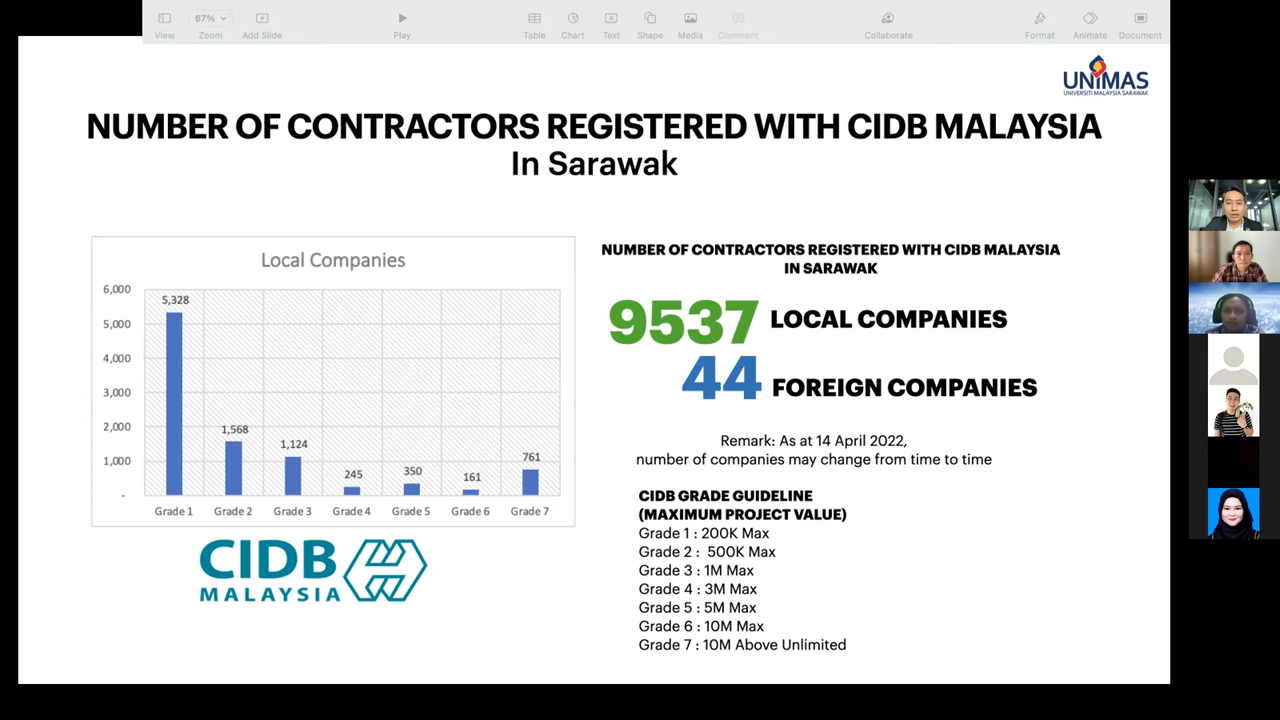 View
67%
Zoom
Add Slide
Play
Table
Chart
Text
Shape
Media
Comment
Collaborate
Format
Animate
Document
UNIMAS
UNIVERSITI MALAYSIA SARAWAK
NUMBER OF CONTRACTORS REGISTERED WITH CIDB MALAYSIA
In Sarawak
Local Companies
6,000
5,000
4,000
3,000
2,000
1,000
-
5,328
1,568
1,124
245
350
161
761
Grade 1
Grade 2
Grade 3
Grade 4
Grade 5
Grade 6
Grade 7
CIDB
MALAYSIA
NUMBER OF CONTRACTORS REGISTERED WITH CIDB MALAYSIA
IN SARAWAK
9537 LOCAL COMPANIES
44 FOREIGN COMPANIES
Remark: As at 14 April 2022,
number of companies may change from time to time
CIDB GRADE GUIDELINE
(MAXIMUM PROJECT VALUE)
Grade 1 : 200K Max
Grade 2 : 500K Max
Grade 3 : 1M Max
Grade 4 : 3M Max
Grade 5 : 5M Max
Grade 6 : 10M Max
Grade 7 : 10M Above Unlimited